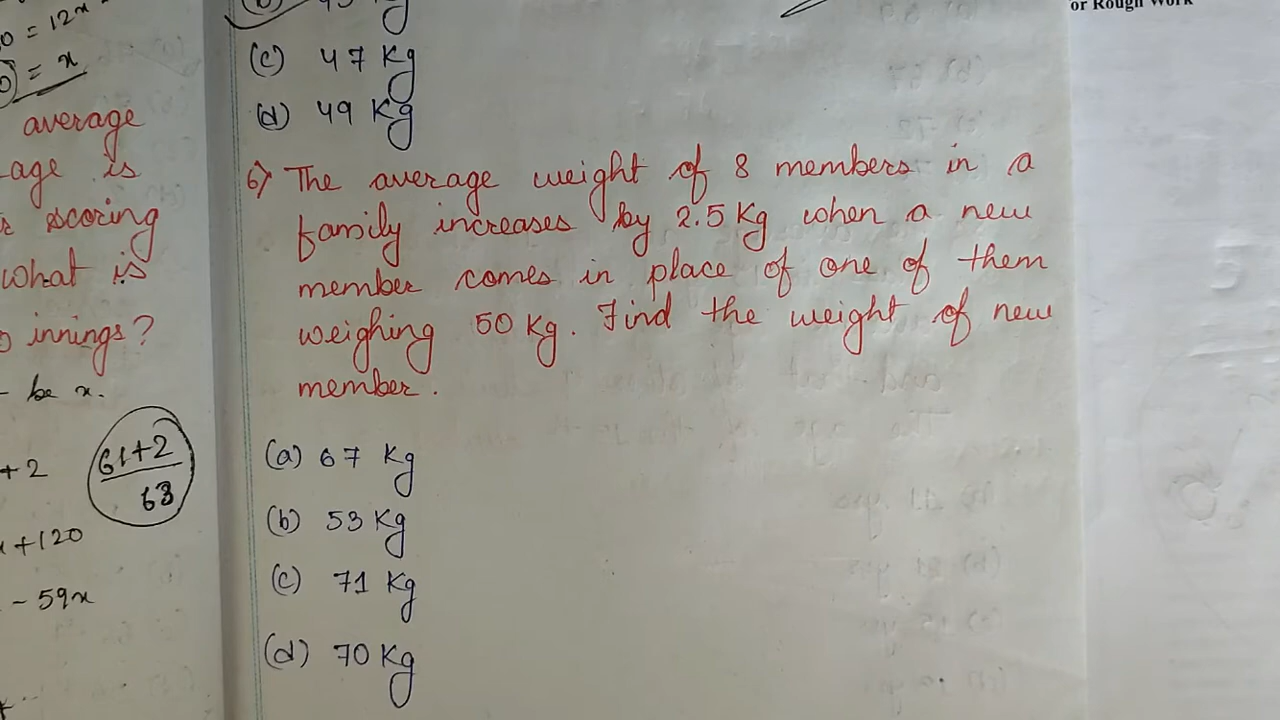 = 12x
= x
average
age is
scoring
what is
innings?
be x.
+ 2
61+2
63
+120
- 59x
or Rough Work
(c) 47 Kg
(d) 49 Kg
6) The average weight of 8 members in a
family increases by 2.5 Kg when a new
member comes in place of one of them
weighing 50 Kg. Find the weight of new
member.
(a) 67 Kg
(b) 53 Kg
(c) 71 Kg
(d) 70 Kg